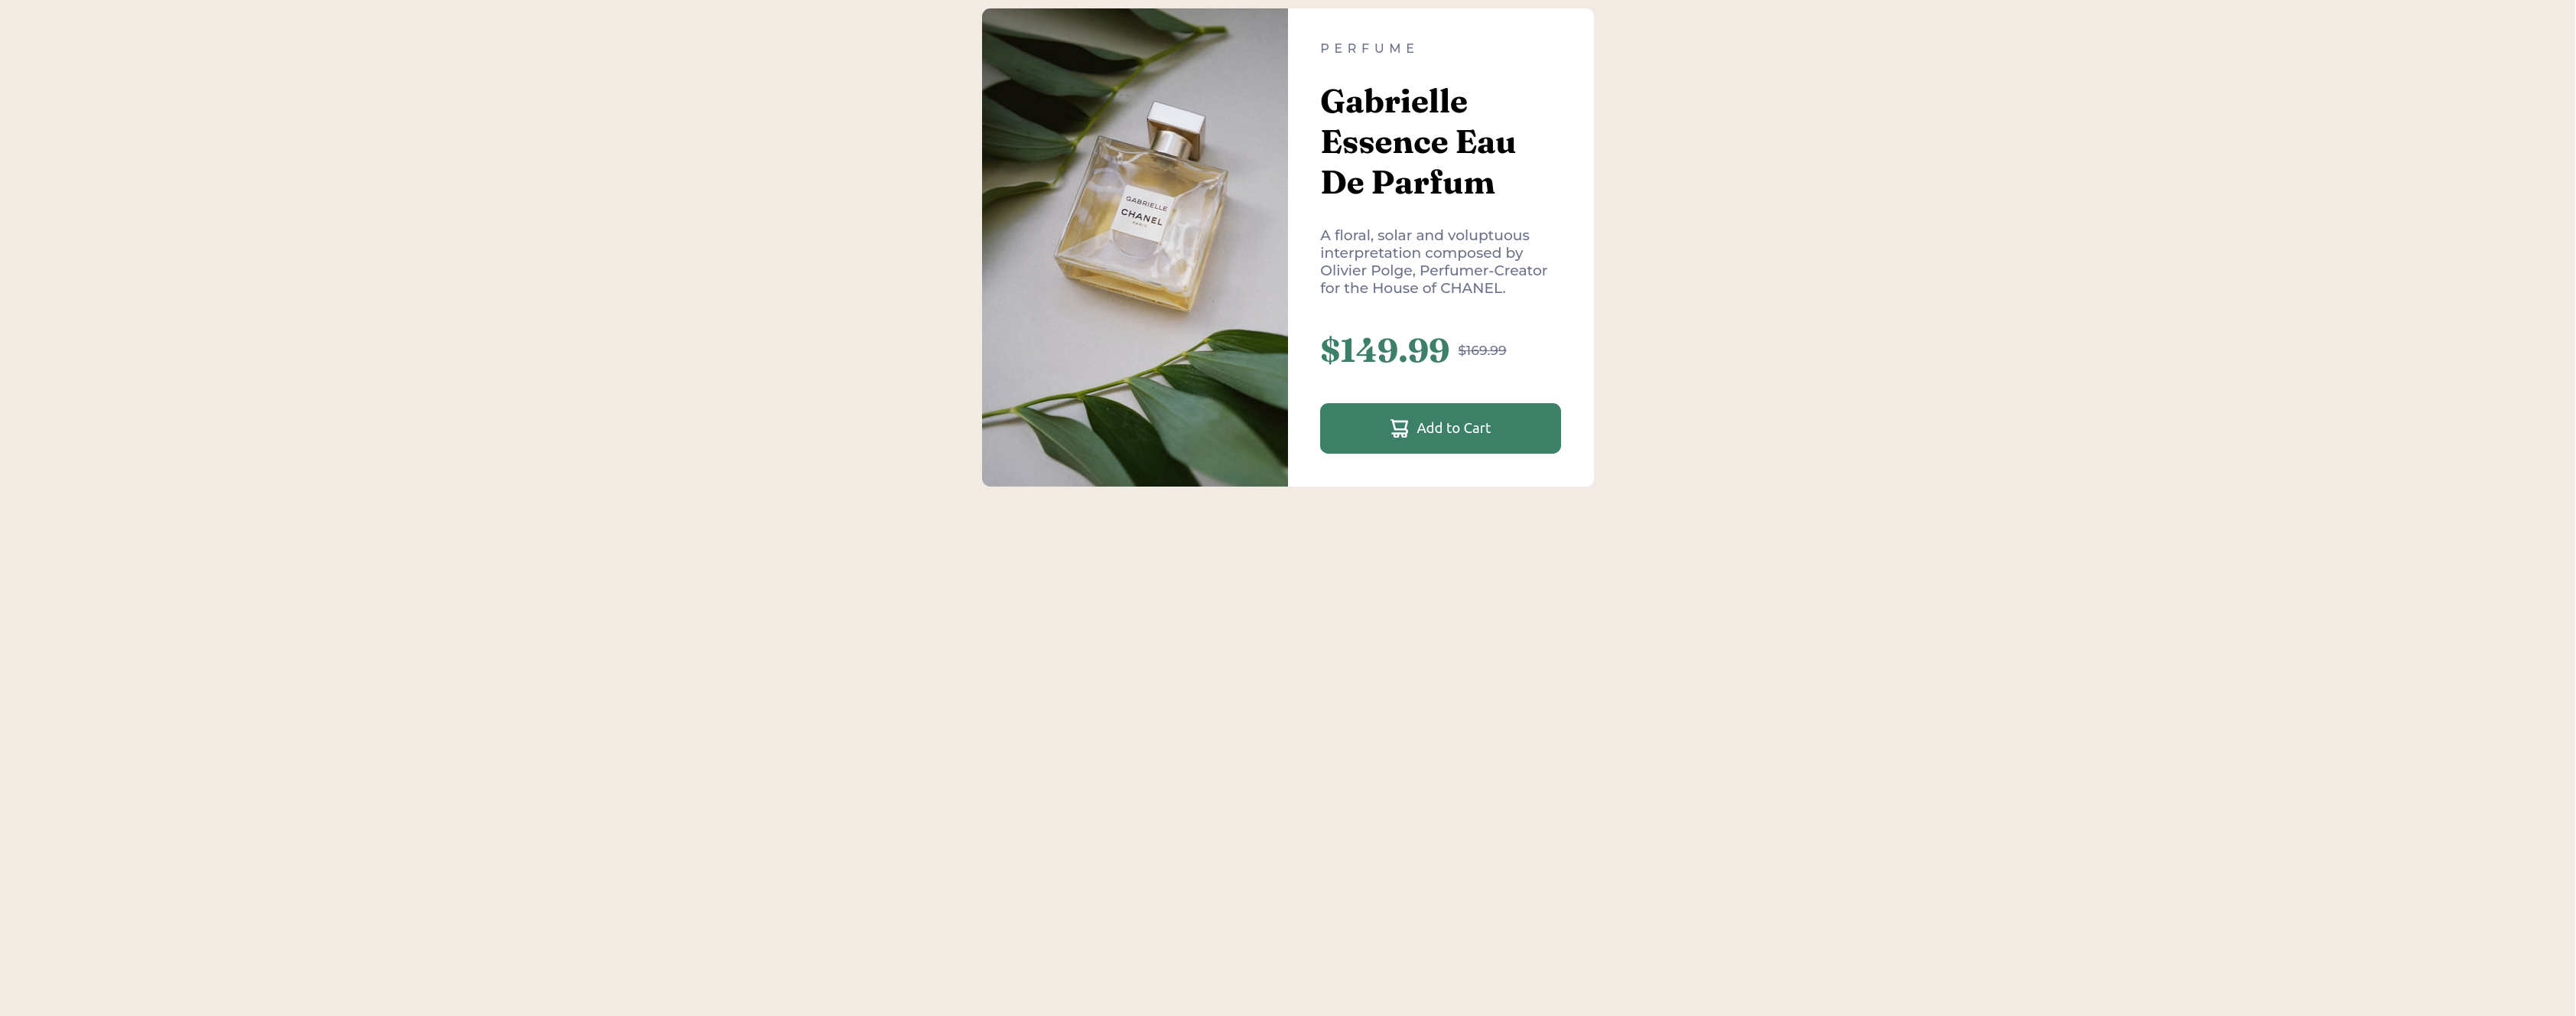 PERFUME
Gabrielle
Essence Eau
De Parfum
A floral, solar and voluptuous
interpretation composed by
Olivier Polge, Perfumer-Creator
for the House of CHANEL.
$149.99 $169.99
Add to Cart
GABRIELLE
CHANEL
PARIS